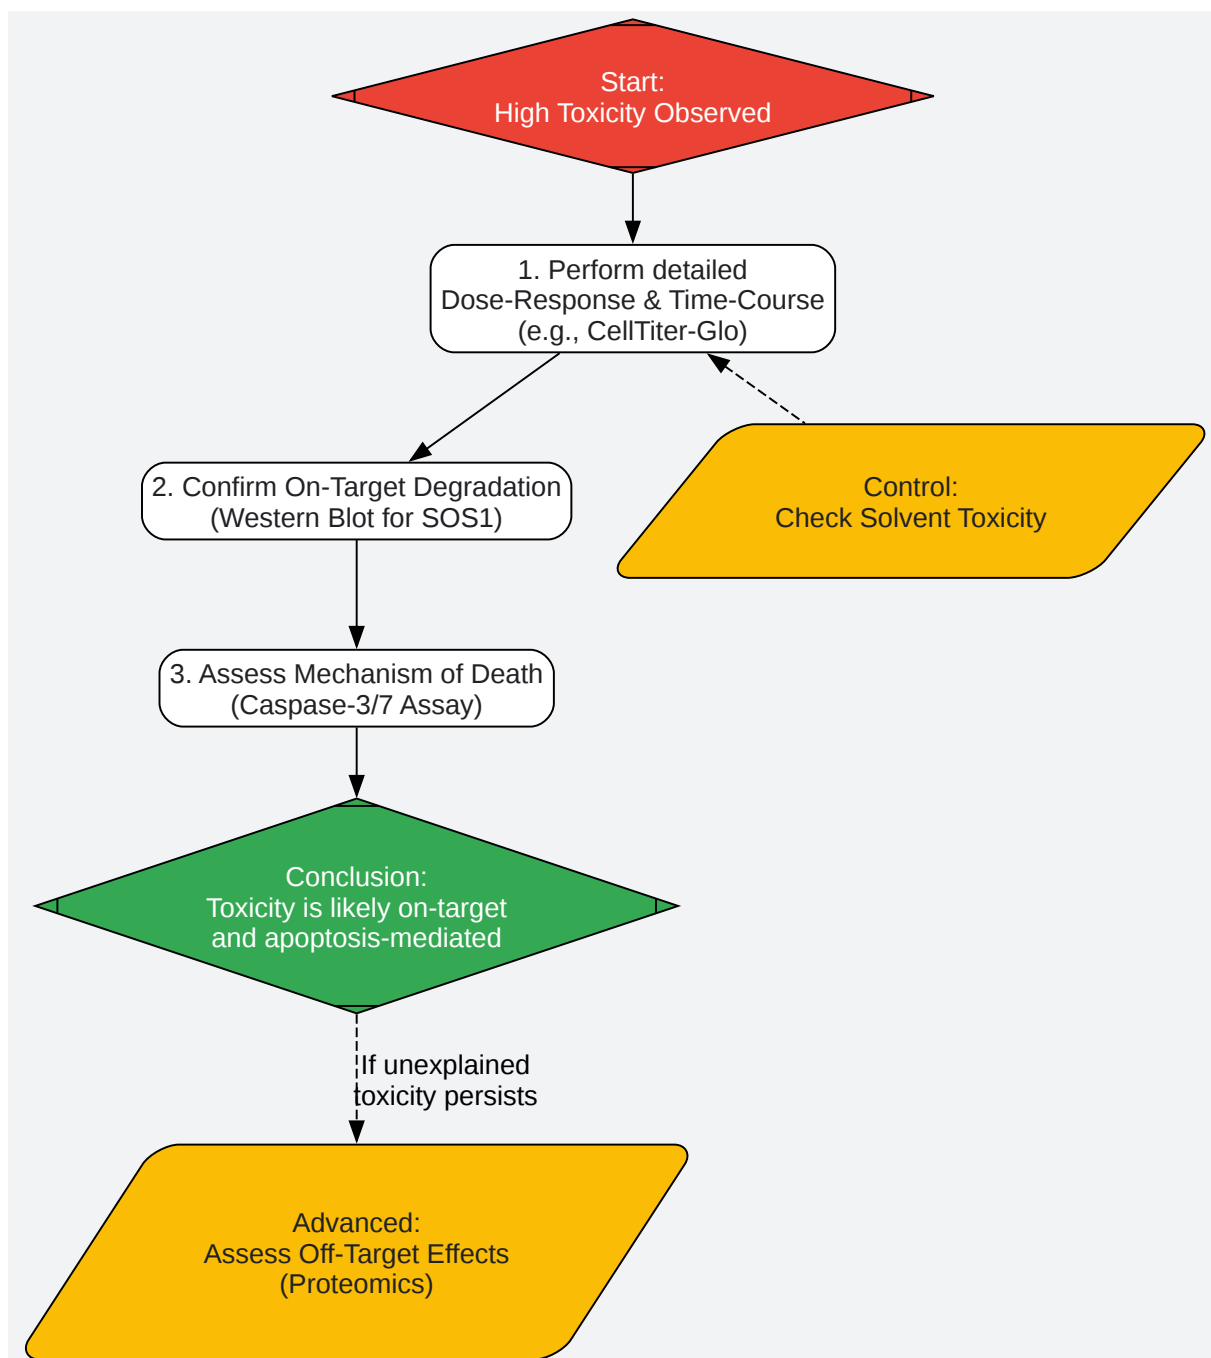 Start:
High Toxicity Observed
1. Perform detailed
Dose-Response & Time-Course
(e.g., CellTiter-Glo)
2. Confirm On-Target Degradation
(Western Blot for SOS1)
Control:
Check Solvent Toxicity
3. Assess Mechanism of Death
(Caspase-3/7 Assay)
Conclusion:
Toxicity is likely on-target
and apoptosis-mediated
If unexplained
toxicity persists
Advanced:
Assess Off-Target Effects
(Proteomics)